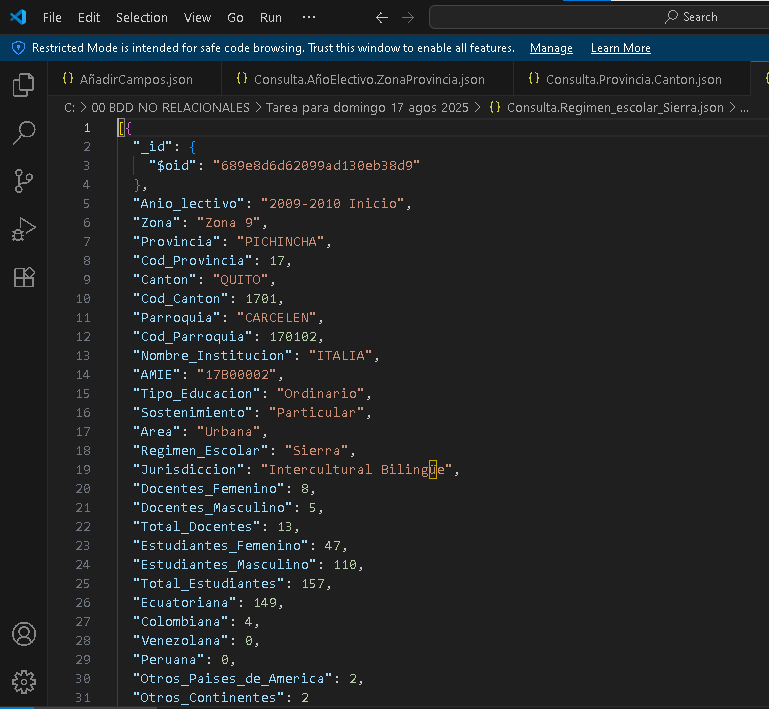 File Edit Selection View Go Run ··· ← → Search
Restricted Mode is intended for safe code browsing. Trust this window to enable all features. Manage Learn More
{} AñadirCampos.json {} Consulta.AñoElectivo.ZonaProvincia.json {} Consulta.Provincia.Canton.json {}
C: > 00 BDD NO RELACIONALES > Tarea para domingo 17 agos 2025 > {} Consulta.Regimen_escolar_Sierra.json > ...
1 [{
2 "_id": {
3 "$oid": "689e8d6d62099ad130eb38d9"
4 },
5 "Anio_lectivo": "2009-2010 Inicio",
6 "Zona": "Zona 9",
7 "Provincia": "PICHINCHA",
8 "Cod_Provincia": 17,
9 "Canton": "QUITO",
10 "Cod_Canton": 1701,
11 "Parroquia": "CARCELEN",
12 "Cod_Parroquia": 170102,
13 "Nombre_Institucion": "ITALIA",
14 "AMIE": "17B00002",
15 "Tipo_Educacion": "Ordinario",
16 "Sostenimiento": "Particular",
17 "Area": "Urbana",
18 "Regimen_Escolar": "Sierra",
19 "Jurisdiccion": "Intercultural Bilingüe",
20 "Docentes_Femenino": 8,
21 "Docentes_Masculino": 5,
22 "Total_Docentes": 13,
23 "Estudiantes_Femenino": 47,
24 "Estudiantes_Masculino": 110,
25 "Total_Estudiantes": 157,
26 "Ecuatoriana": 149,
27 "Colombiana": 4,
28 "Venezolana": 0,
29 "Peruana": 0,
30 "Otros_Paises_de_America": 2,
31 "Otros_Continentes": 2